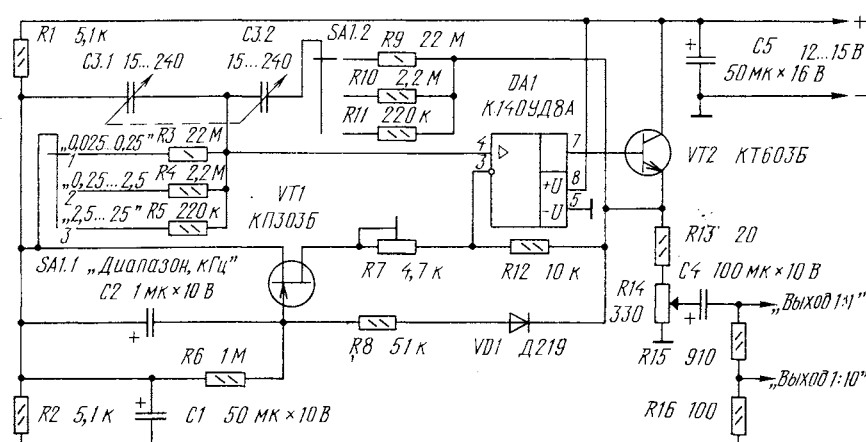 R1 5,1к
C3.1 15...240
C3.2
15...240
SA1.2
R9 22 М
R10 2,2 М
R11 220 к
DA1
К140УД8А
C5 12...15 В
50 мк × 16 В
+
+
−
„0,025...0,25” R3 22 М
1
„0,25...2,5 R4 2,2 М
2
„2,5...25” R5 220 к
3
4
3
7
8
+U
5
-U
VT2 КТ603Б
VT1
КП303Б
SA1.1 „Диапазон, кГц”
R7 4,7 к
R12 10 к
R13 20
C4 100 мк × 10 В
R14
330
+
„Выход 1:1”
C2 1 мк × 10 В
+
R8 51 к
VD1 Д219
R15 910
„Выход 1:10”
R6 1 М
R2 5,1 к
+
C1 50 мк × 10 В
R16 100